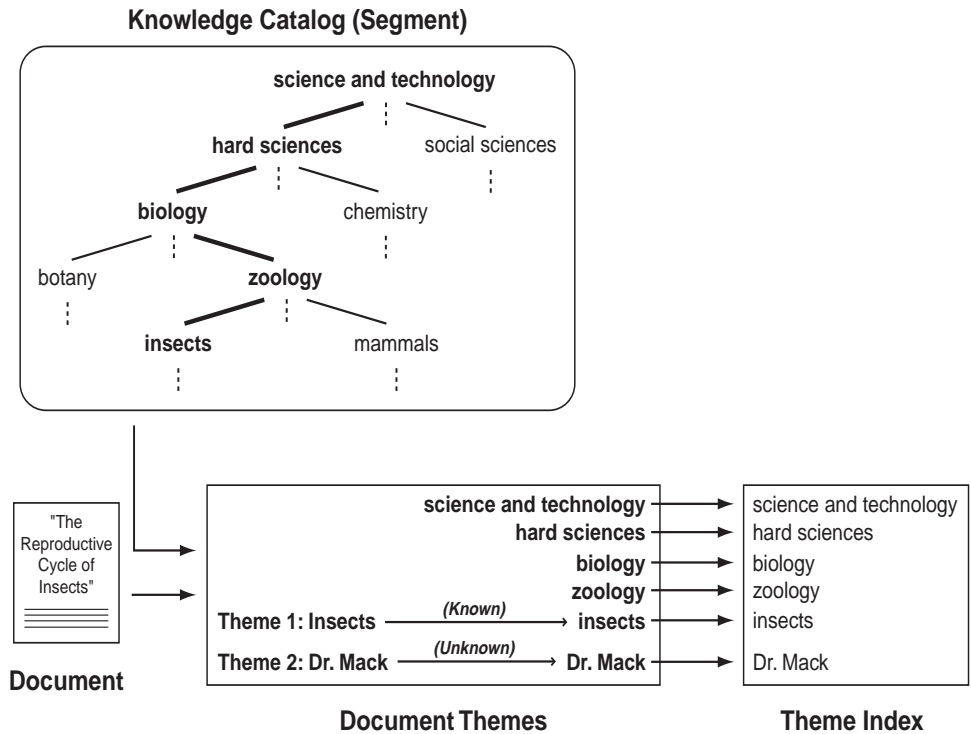 Knowledge Catalog (Segment)
science and technology
hard sciences
social sciences
biology
chemistry
botany
zoology
insects
mammals
"The
Reproductive
Cycle of
Insects"
Document
science and technology
hard sciences
biology
zoology
Theme 1: Insects (Known) insects
Theme 2: Dr. Mack (Unknown) Dr. Mack
Document Themes
science and technology
hard sciences
biology
zoology
insects
Dr. Mack
Theme Index